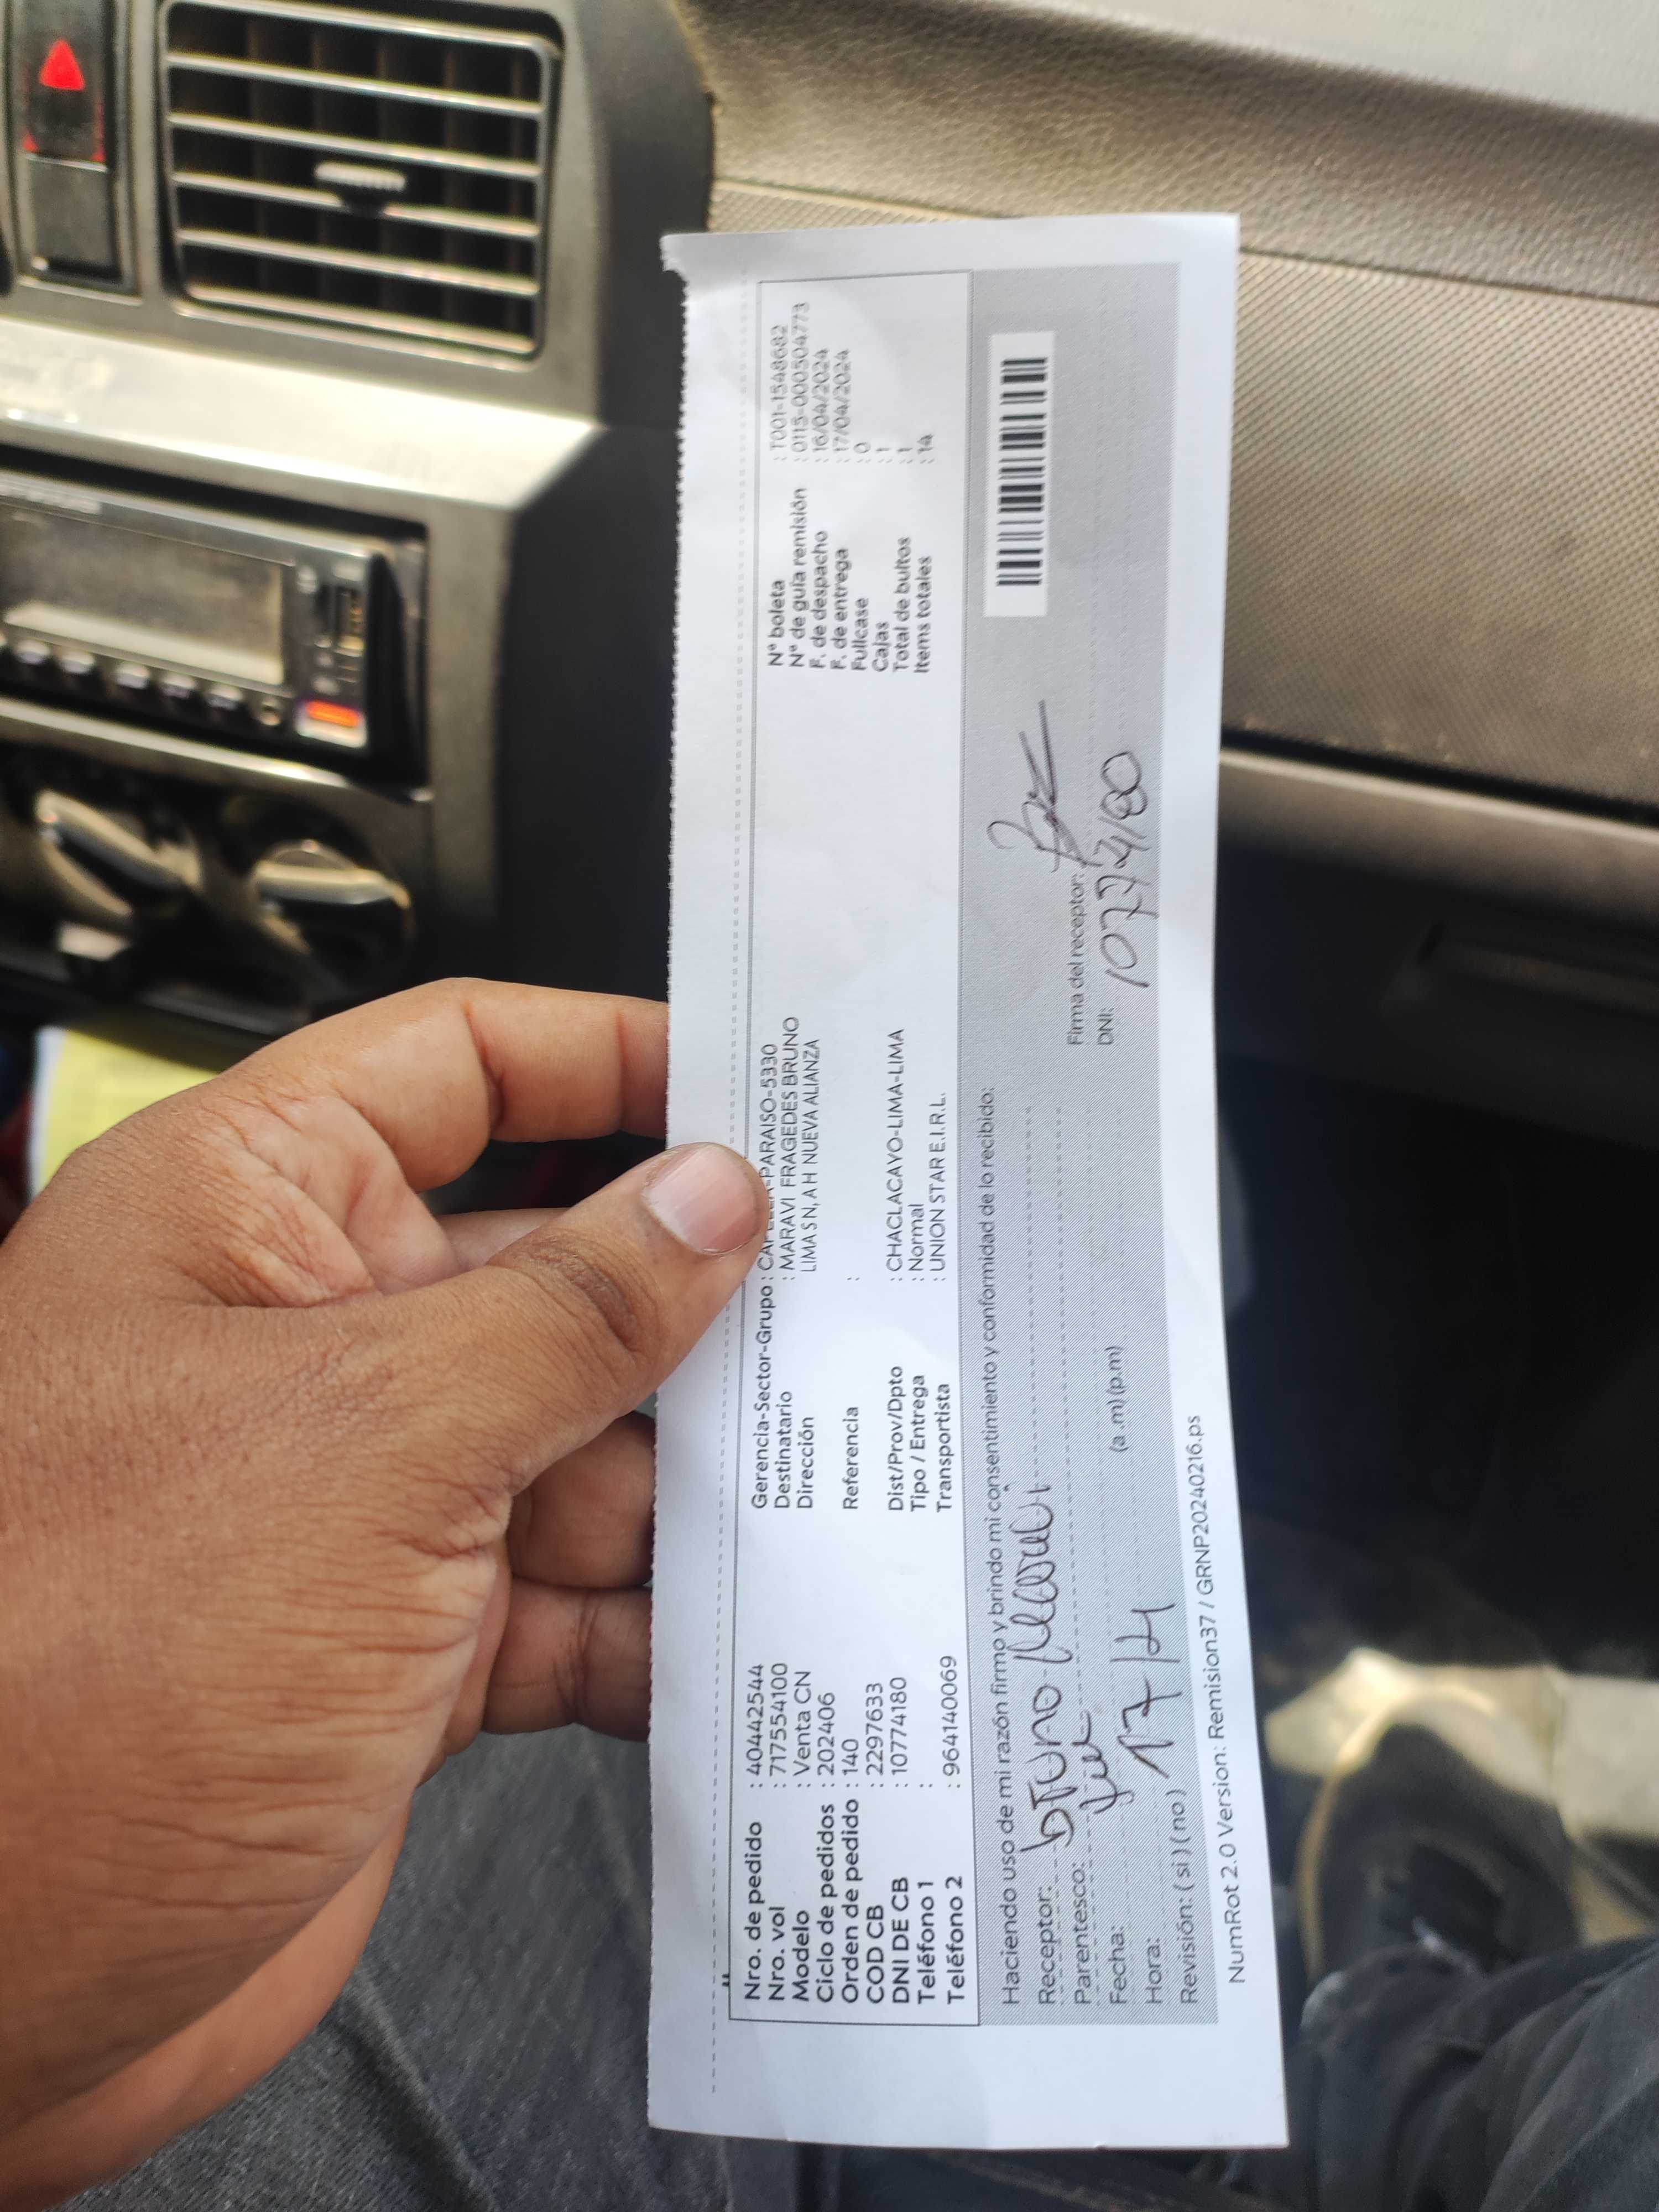 Nro. de pedido : 40442544
Nro. vol : 717554100
Modelo : Venta CN
Ciclo de pedidos : 202406
Orden de pedido : 140
COD CB : 2297633
DNI DE CB : 10774180
Teléfono 1 :
Teléfono 2 : 964140069
Gerencia-Sector-Grupo : PARAISO-5330
Destinatario : MARAVI FRAGEDES BRUNO
Dirección LIMA S N, A H NUEVA ALIANZA
Referencia :
Dist/Prov/Dpto : CHACLACAYO-LIMA-LIMA
Tipo / Entrega : Normal
Transportista : UNION STAR E.I.R.L.
N° boleta : T001-1548682
N° de guía remisión : 0115-000504773
F. de despacho : 16/04/2024
F. de entrega : 17/04/2024
Fullcase : 0
Cajas : 1
Total de bultos : 1
Items totales : 14
Haciendo uso de mi razón firmo y brindo mi consentimiento y conformidad de lo recibido:
Receptor: bruno Maravi
Parentesco:
Fecha: 17/4
Hora: (a .m) (p.m)
Revisión: ( si ) ( no )
Firma del receptor:
DNI: 10774180
NumRot 2.0 Version: Remision37 / GRNP20240216.ps